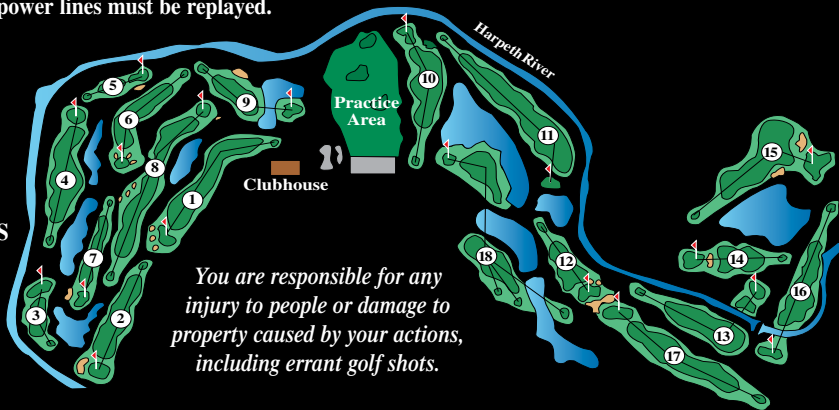 power lines must be replayed.
Harpeth River
5
6
9
10
Practice
Area
11
15
4
8
Clubhouse
1
S
7
18
12
14
3
2
16
13
17
You are responsible for any
injury to people or damage to
property caused by your actions,
including errant golf shots.